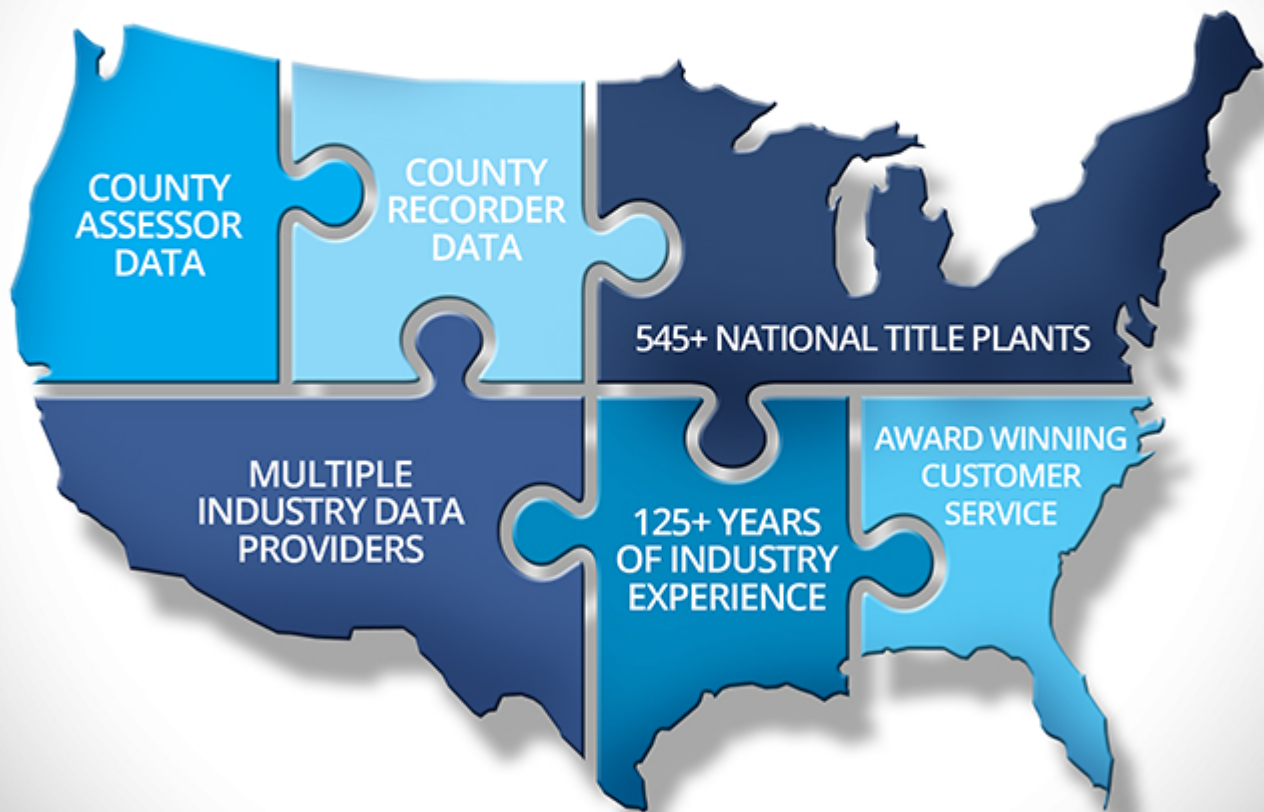 COUNTY
ASSESSOR
DATA
COUNTY
RECORDER
DATA
545+ NATIONAL TITLE PLANTS
MULTIPLE
INDUSTRY DATA
PROVIDERS
125+ YEARS
OF INDUSTRY
EXPERIENCE
AWARD WINNING
CUSTOMER
SERVICE